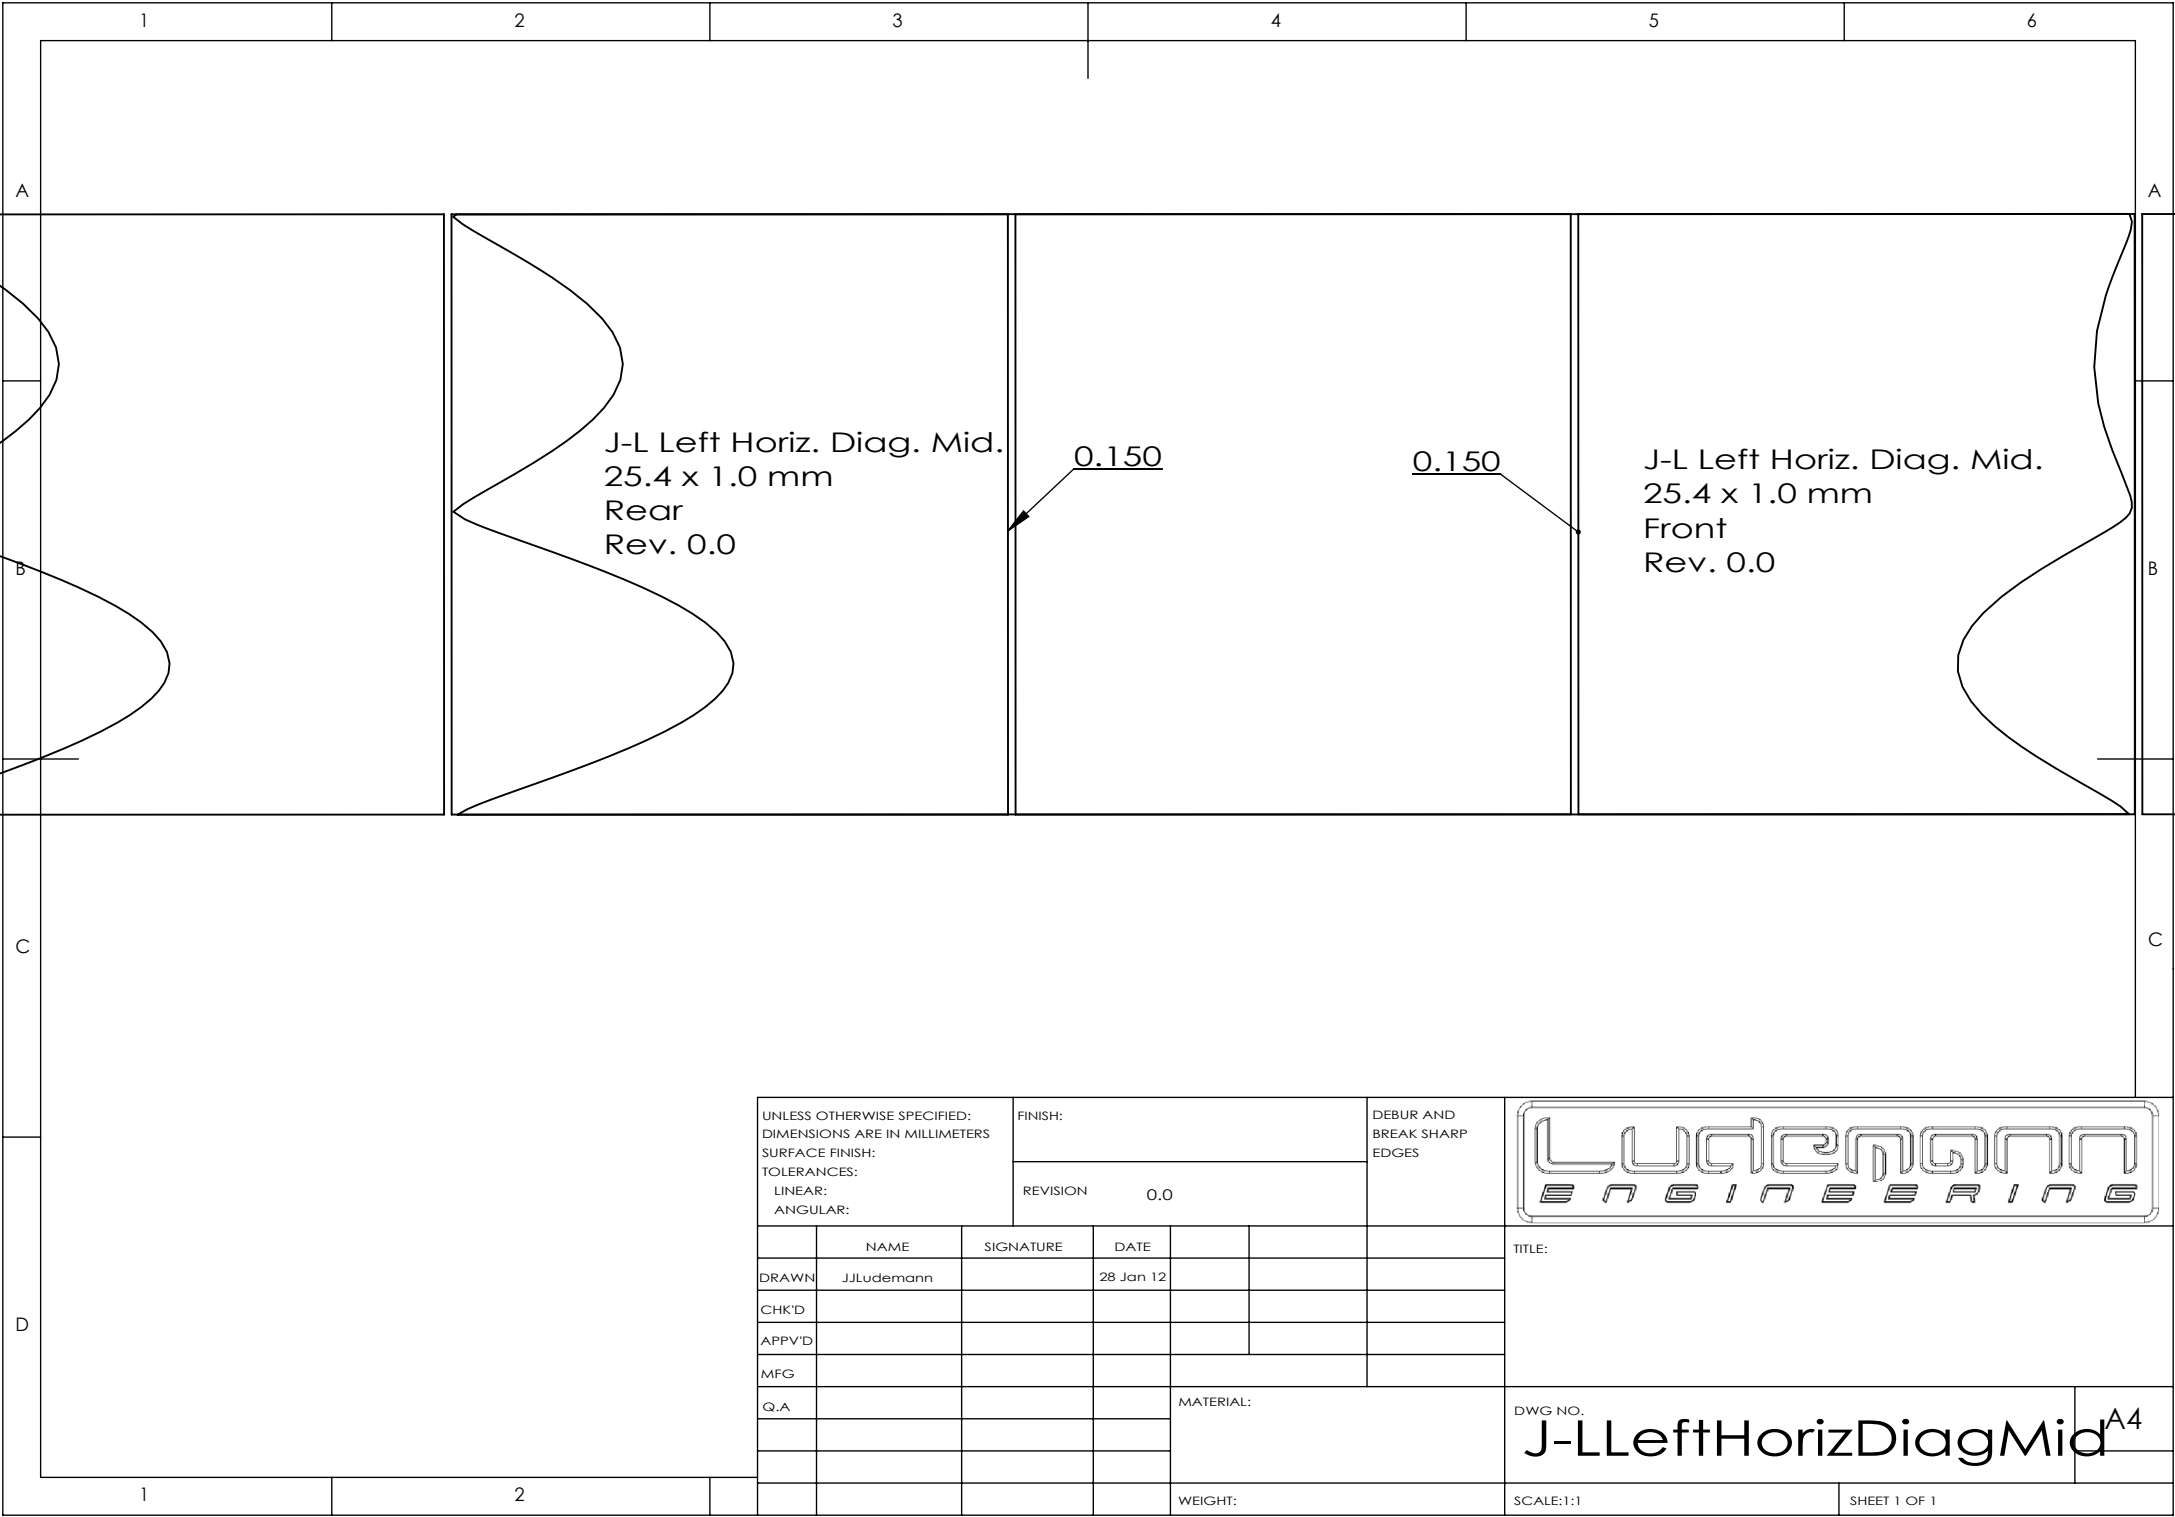 1 2 3 4 5 6
A A
J-L Left Horiz. Diag. Mid.
25.4 x 1.0 mm
Rear
Rev. 0.0
0.150
0.150
J-L Left Horiz. Diag. Mid.
25.4 x 1.0 mm
Front
Rev. 0.0
B B
C C
D
UNLESS OTHERWISE SPECIFIED:
DIMENSIONS ARE IN MILLIMETERS
SURFACE FINISH:
TOLERANCES:
LINEAR:
ANGULAR:
FINISH:
REVISION 0.0
DEBUR AND
BREAK SHARP
EDGES
Ludemann
ENGINEERING
NAME SIGNATURE DATE
DRAWN JJLudemann 28 Jan 12
CHK'D
APPV'D
MFG
Q.A
MATERIAL:
WEIGHT:
TITLE:
DWG NO.
J-LLeftHorizDiagMid
A4
SCALE:1:1
SHEET 1 OF 1
1 2